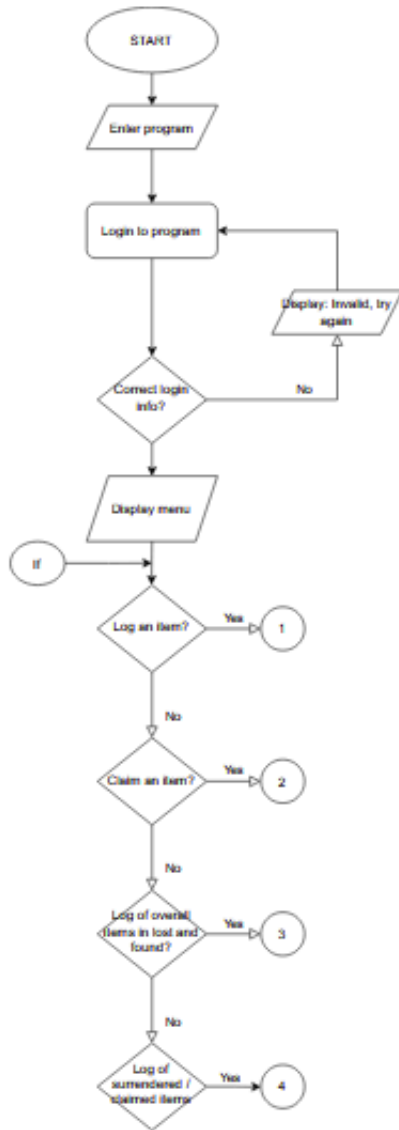 START
Enter program
Login to program
Display: Invalid, try
again
Correct login
info?
No
Display menu
If
Log an item?
Yes
1
No
Claim an item?
Yes
2
No
Log of overall
items in lost and
found?
Yes
3
No
Log of
surrendered /
claimed items
Yes
4